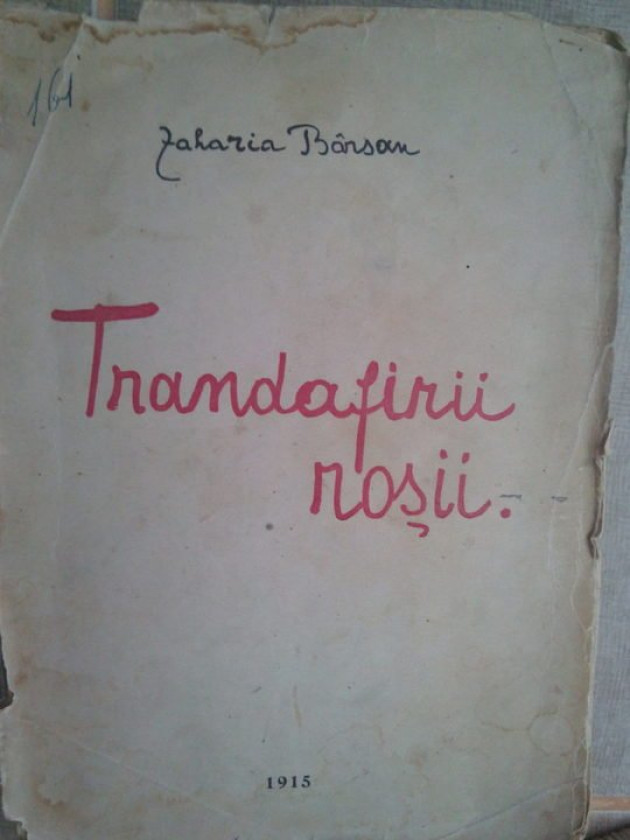 161
Zaharia Bârsan
Trandafirii
roșii.
1915